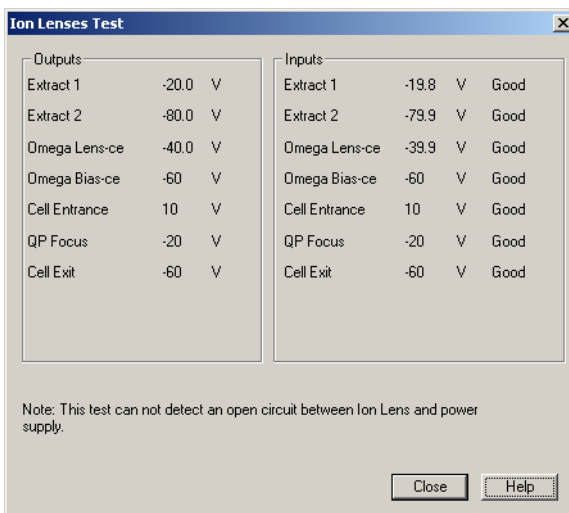 Ion Lenses Test
Outputs
Extract 1 -20.0 V
Extract 2 -80.0 V
Omega Lens-ce -40.0 V
Omega Bias-ce -60 V
Cell Entrance 10 V
QP Focus -20 V
Cell Exit -60 V
Inputs
Extract 1 -19.8 V Good
Extract 2 -79.9 V Good
Omega Lens-ce -39.9 V Good
Omega Bias-ce -60 V Good
Cell Entrance 10 V Good
QP Focus -20 V Good
Cell Exit -60 V Good
Note: This test can not detect an open circuit between Ion Lens and power
supply.
Close Help